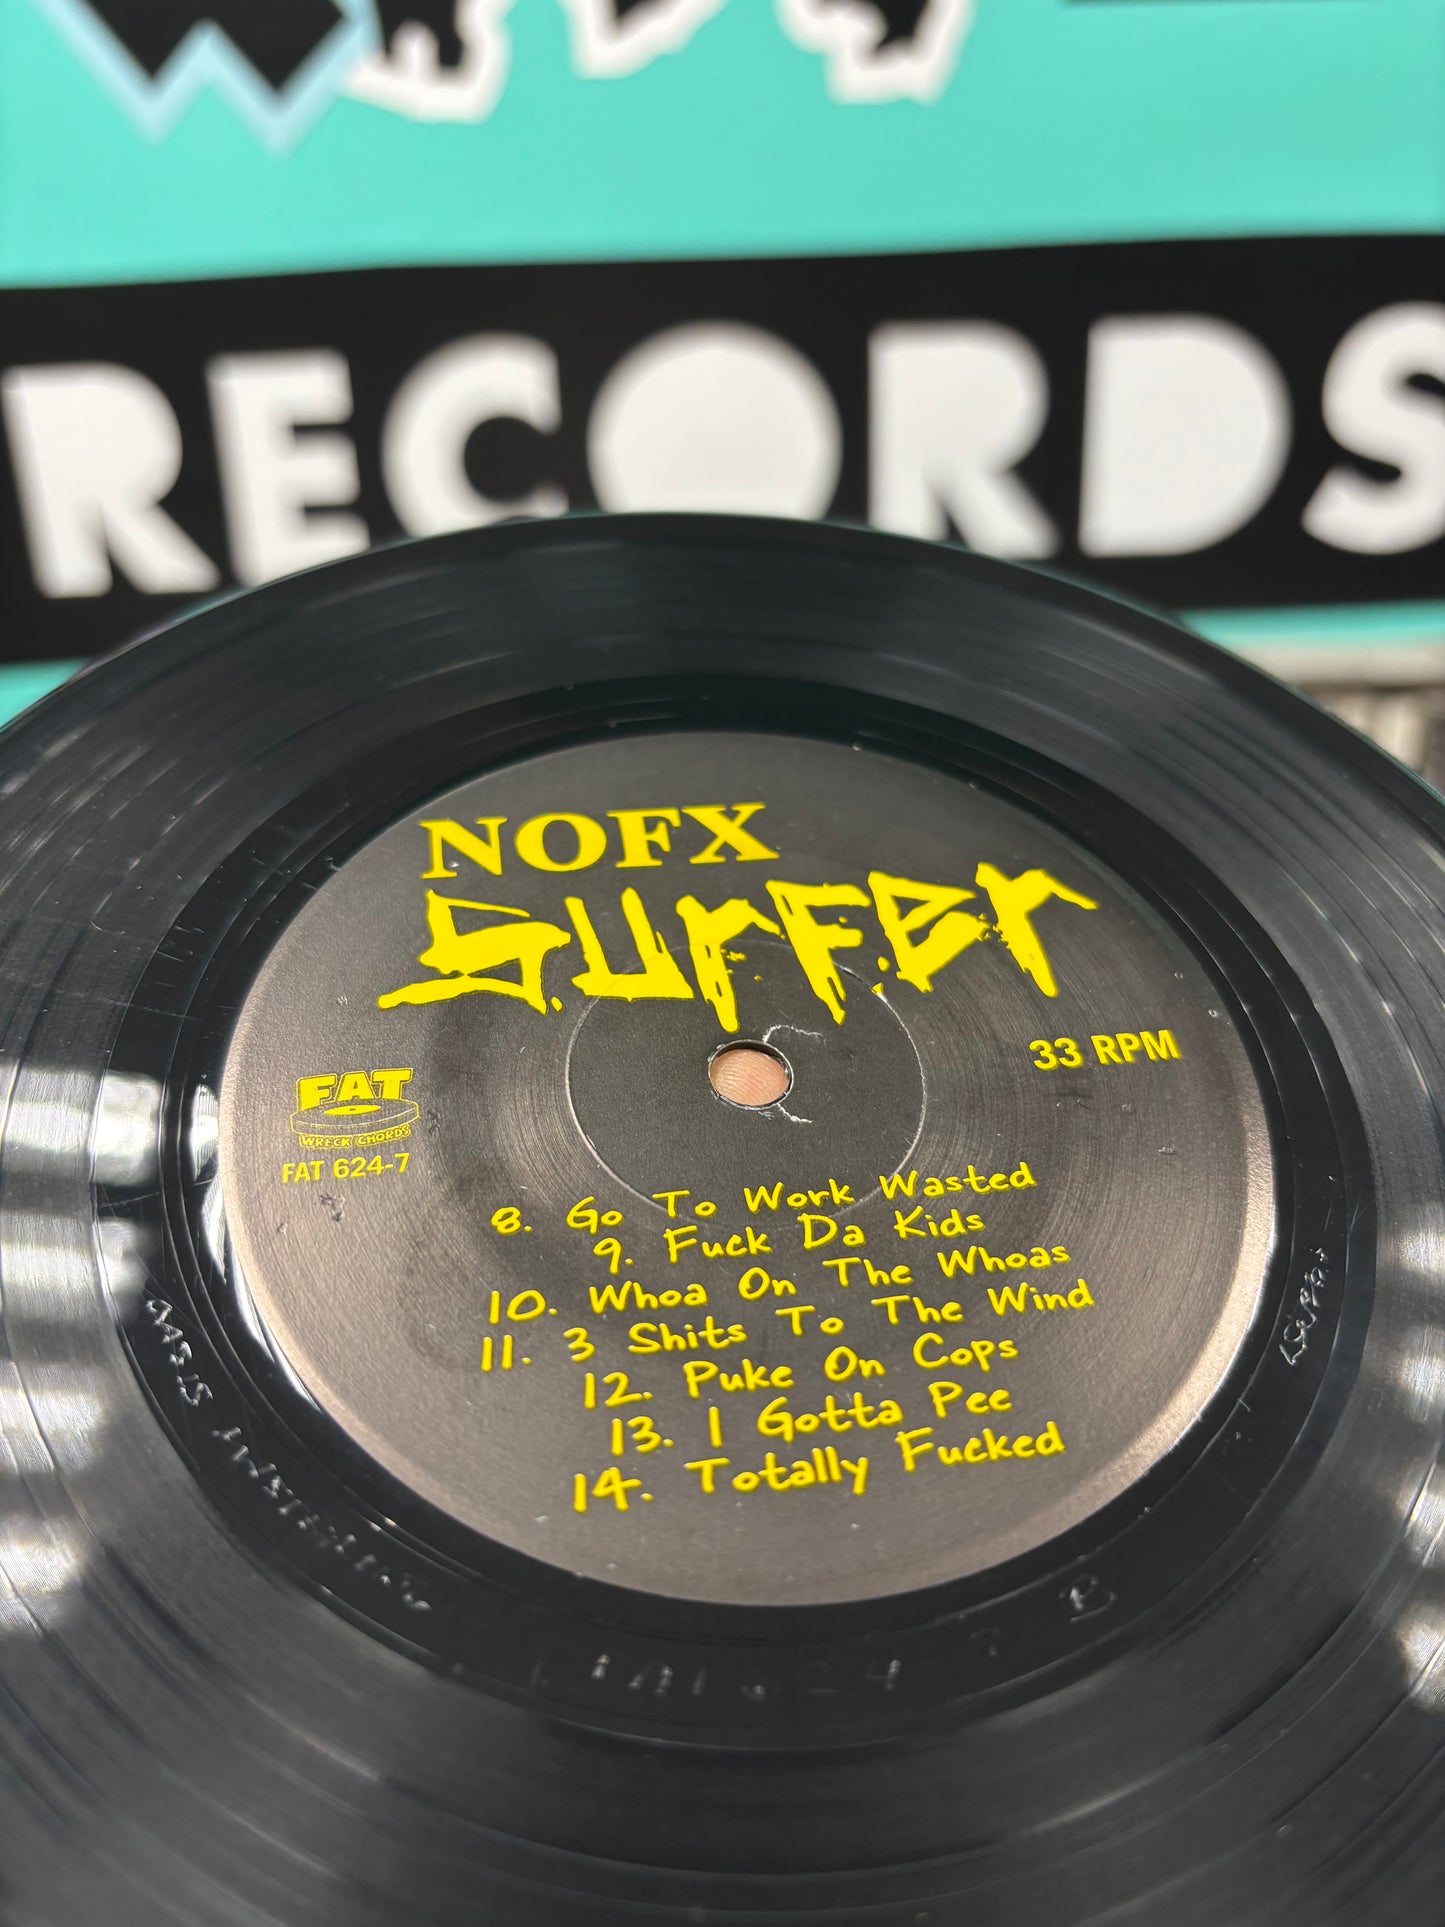 RECORDS
NOFX
Surfer
33 RPM
FAT
WRECK CHORDS
FAT 624-7
8. Go To Work Wasted
9. Fuck Da Kids
10. Whoa On The Whoas
11. 3 Shits To The Wind
12. Puke On Cops
13. I Gotta Pee
14. Totally Fucked